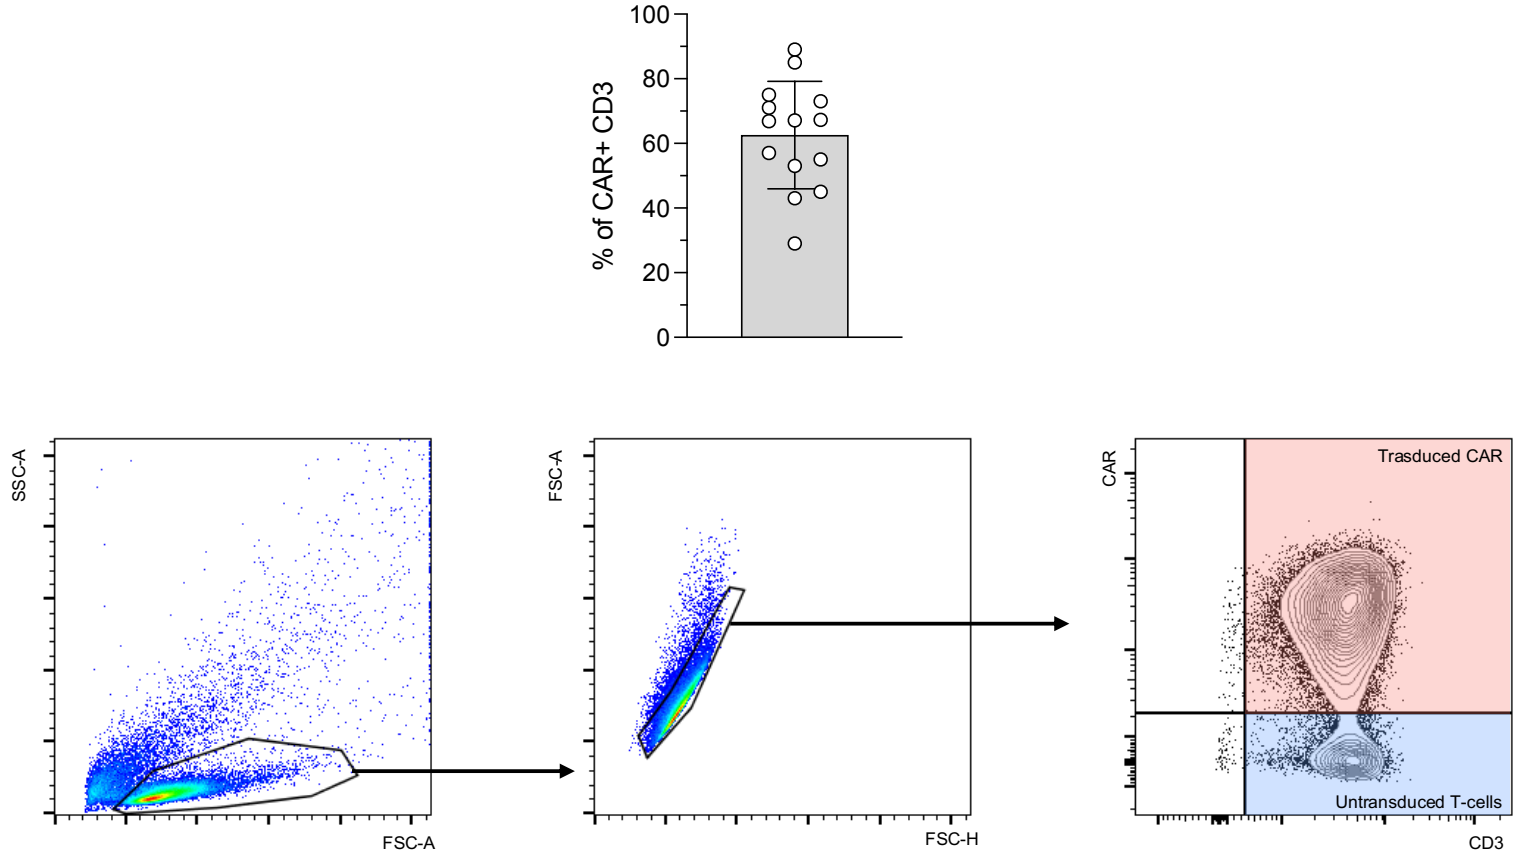 100
80
60
40
20
0
% of CAR+ CD3
SSC-A
FSC-A
FSC-A
FSC-H
CAR
Trasduced CAR
Untransduced T-cells
CD3